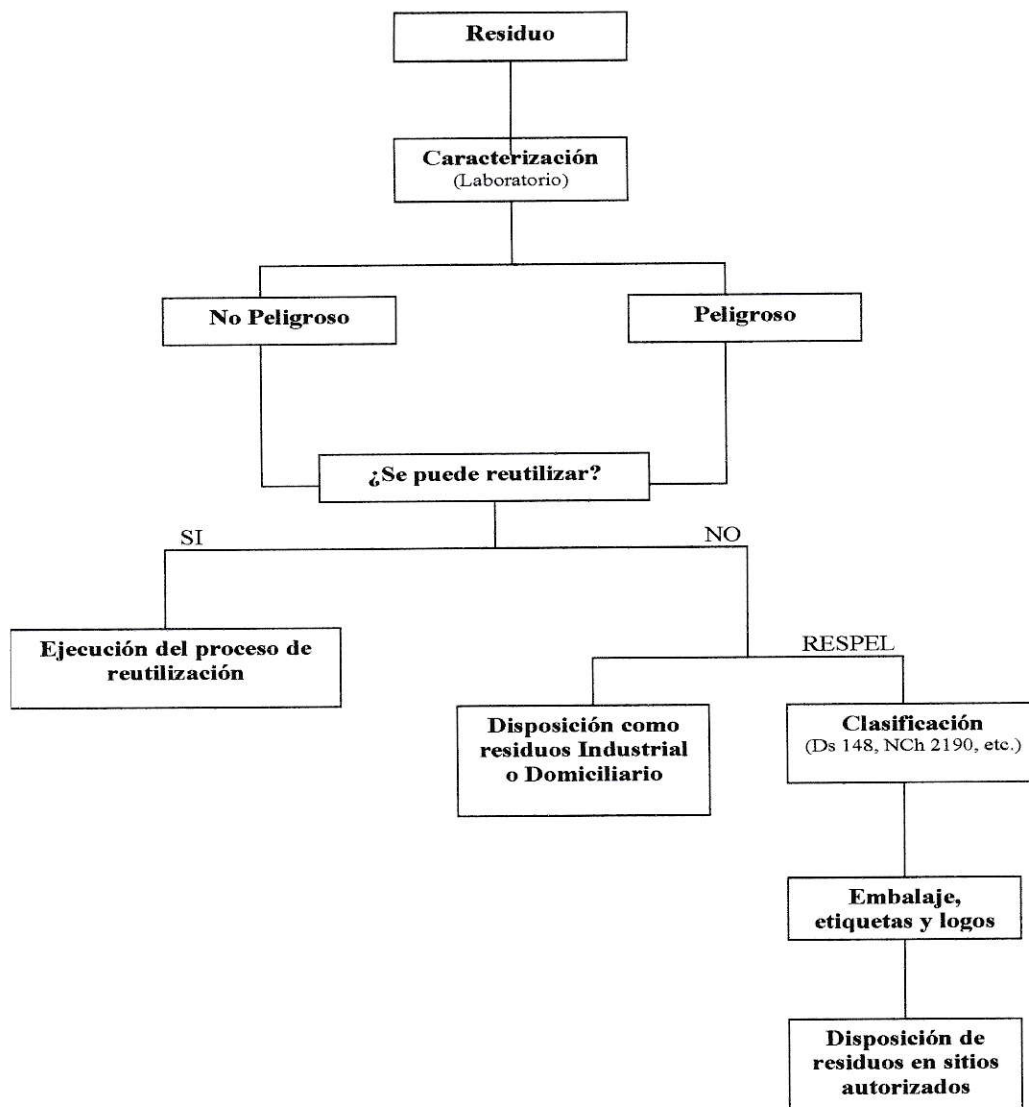 Residuo
Caracterización
(Laboratorio)
No Peligroso
Peligroso
¿Se puede reutilizar?
SI
NO
Ejecución del proceso de
reutilización
RESPEL
Disposición como
residuos Industrial
o Domiciliario
Clasificación
(Ds 148, NCh 2190, etc.)
Embalaje,
etiquetas y logos
Disposición de
residuos en sitios
autorizados